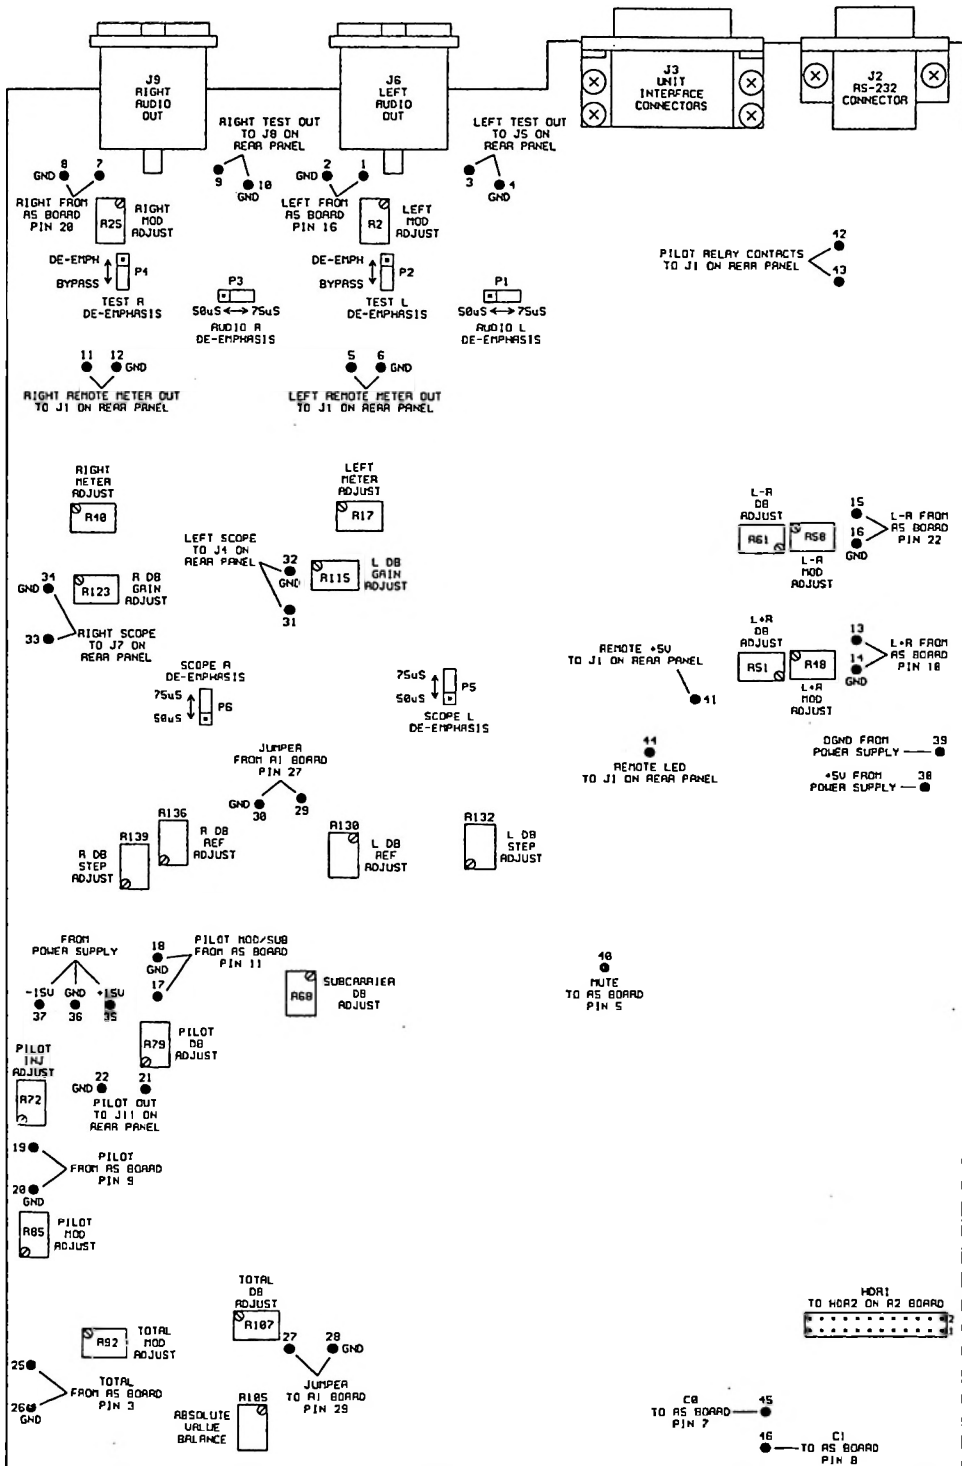 J9
RIGHT
AUDIO
OUT
J6
LEFT
AUDIO
OUT
J3
UNIT
INTERFACE
CONNECTORS
J2
RS-232
CONNECTOR
RIGHT TEST OUT
TO J8 ON
REAR PANEL
9
10
GND
LEFT TEST OUT
TO J5 ON
REAR PANEL
3
4
GND
8
7
GND
RIGHT FROM
A5 BOARD
PIN 20
R25
RIGHT
MOD
ADJUST
2
1
GND
LEFT FROM
A5 BOARD
PIN 16
R2
LEFT
MOD
ADJUST
42
PILOT RELAY CONTACTS
TO J1 ON REAR PANEL
43
DE-EMPH
P4
BYPASS
TEST R
DE-EMPHASIS
P3
50uS
75uS
AUDIO R
DE-EMPHASIS
DE-EMPH
P2
BYPASS
TEST L
DE-EMPHASIS
P1
50uS
75uS
AUDIO L
DE-EMPHASIS
11
12
GND
RIGHT REMOTE METER OUT
TO J1 ON REAR PANEL
5
6
GND
LEFT REMOTE METER OUT
TO J1 ON REAR PANEL
RIGHT
METER
ADJUST
R40
LEFT
METER
ADJUST
R17
L-R
DB
ADJUST
R61
R58
L-R
MOD
ADJUST
15
16
GND
L-R FROM
A5 BOARD
PIN 22
LEFT SCOPE
TO J4 ON
REAR PANEL
32
GND
31
R115
L DB
GAIN
ADJUST
34
GND
R123
R DB
GAIN
ADJUST
33
RIGHT SCOPE
TO J7 ON
REAR PANEL
L+R
DB
ADJUST
R51
R48
L+R
MOD
ADJUST
13
14
GND
L+R FROM
A5 BOARD
PIN 18
REMOTE +5V
TO J1 ON REAR PANEL
41
SCOPE R
DE-EMPHASIS
75uS
50uS
P6
75uS
50uS
P5
SCOPE L
DE-EMPHASIS
44
REMOTE LED
TO J1 ON REAR PANEL
DGND FROM
POWER SUPPLY
39
+5V FROM
POWER SUPPLY
38
JUMPER
FROM A1 BOARD
PIN 27
GND
30
29
R139
R DB
STEP
ADJUST
R136
R DB
REF
ADJUST
R130
L DB
REF
ADJUST
R132
L DB
STEP
ADJUST
FROM
POWER SUPPLY
-15V
GND
+15V
37
36
35
18
GND
17
PILOT MOD/SUB
FROM A5 BOARD
PIN 11
R68
SUBCARRIER
DB
ADJUST
40
MUTE
TO A5 BOARD
PIN 5
R79
PILOT
DB
ADJUST
PILOT
INJ
ADJUST
R72
22
21
GND
PILOT OUT
TO J11 ON
REAR PANEL
19
PILOT
FROM A5 BOARD
PIN 9
20
GND
R85
PILOT
MOD
ADJUST
HDR1
TO HDR2 ON A2 BOARD
2
1
TOTAL
DB
ADJUST
R107
R92
TOTAL
MOD
ADJUST
27
28
GND
JUMPER
TO A1 BOARD
PIN 29
25
TOTAL
FROM A5 BOARD
PIN 3
26
GND
R105
ABSOLUTE
VALUE
BALANCE
C0
TO A5 BOARD
PIN 7
45
46
C1
TO A5 BOARD
PIN 8